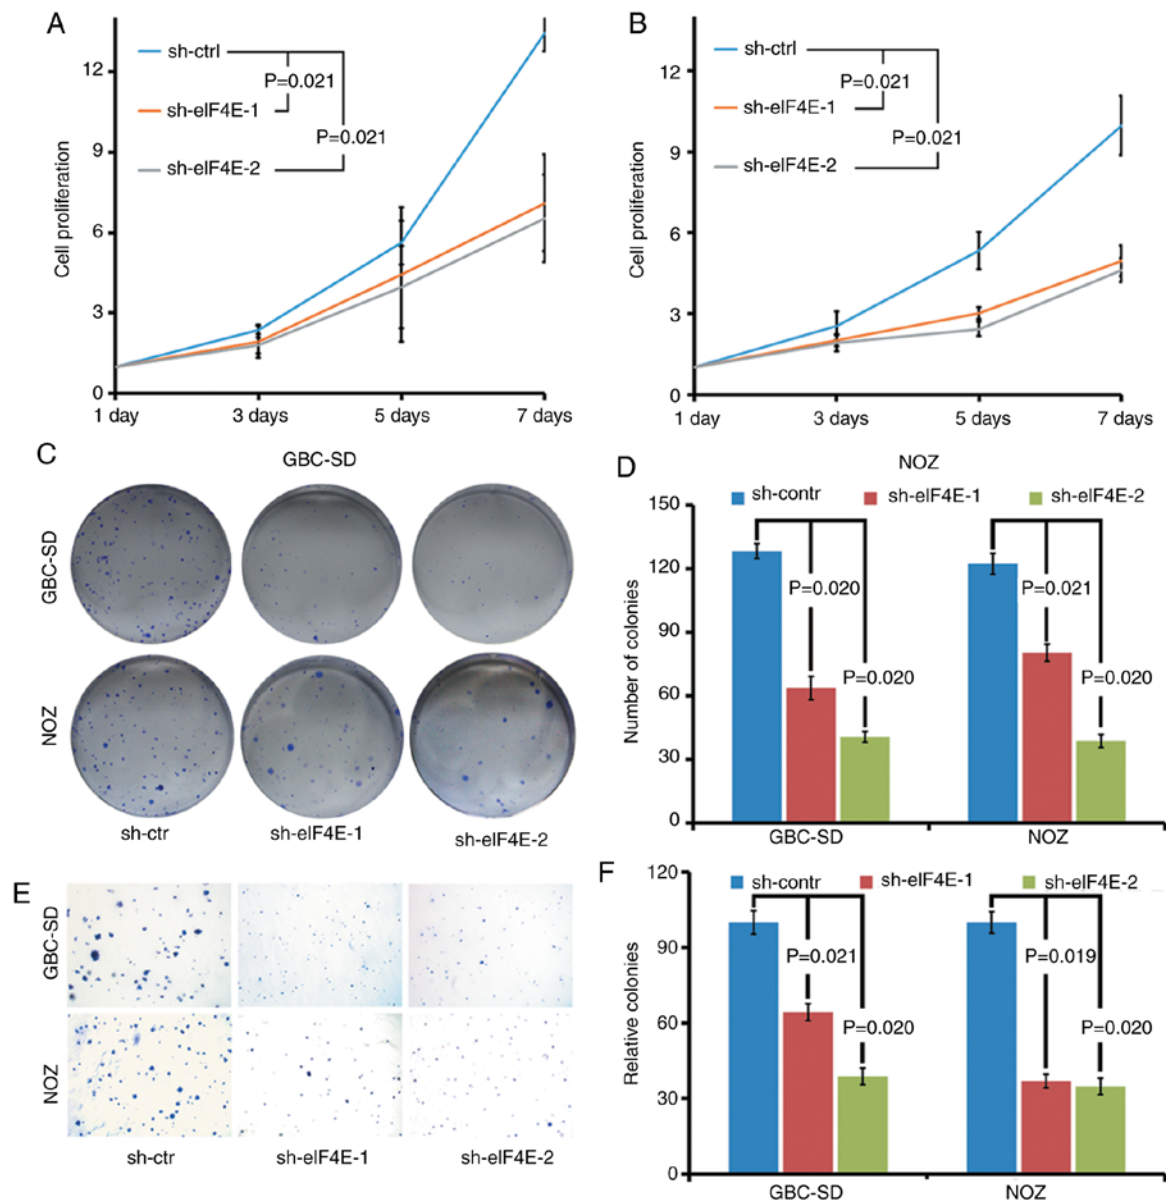 A
12
9
6
3
0
Cell proliferation
sh-ctrl
P=0.021
sh-eIF4E-1
P=0.021
sh-eIF4E-2
1 day
3 days
5 days
7 days
GBC-SD
B
12
9
6
3
0
Cell proliferation
sh-ctrl
P=0.021
sh-eIF4E-1
P=0.021
sh-eIF4E-2
1 day
3 days
5 days
7 days
NOZ
C
GBC-SD
NOZ
sh-ctr
sh-eIF4E-1
sh-eIF4E-2
D
sh-contr
sh-eIF4E-1
sh-eIF4E-2
150
120
90
60
30
0
Number of colonies
P=0.020
P=0.020
P=0.021
P=0.020
GBC-SD
NOZ
E
GBC-SD
NOZ
sh-ctr
sh-eIF4E-1
sh-eIF4E-2
F
sh-contr
sh-eIF4E-1
sh-eIF4E-2
120
90
60
30
0
Relative colonies
P=0.021
P=0.020
P=0.019
P=0.020
GBC-SD
NOZ